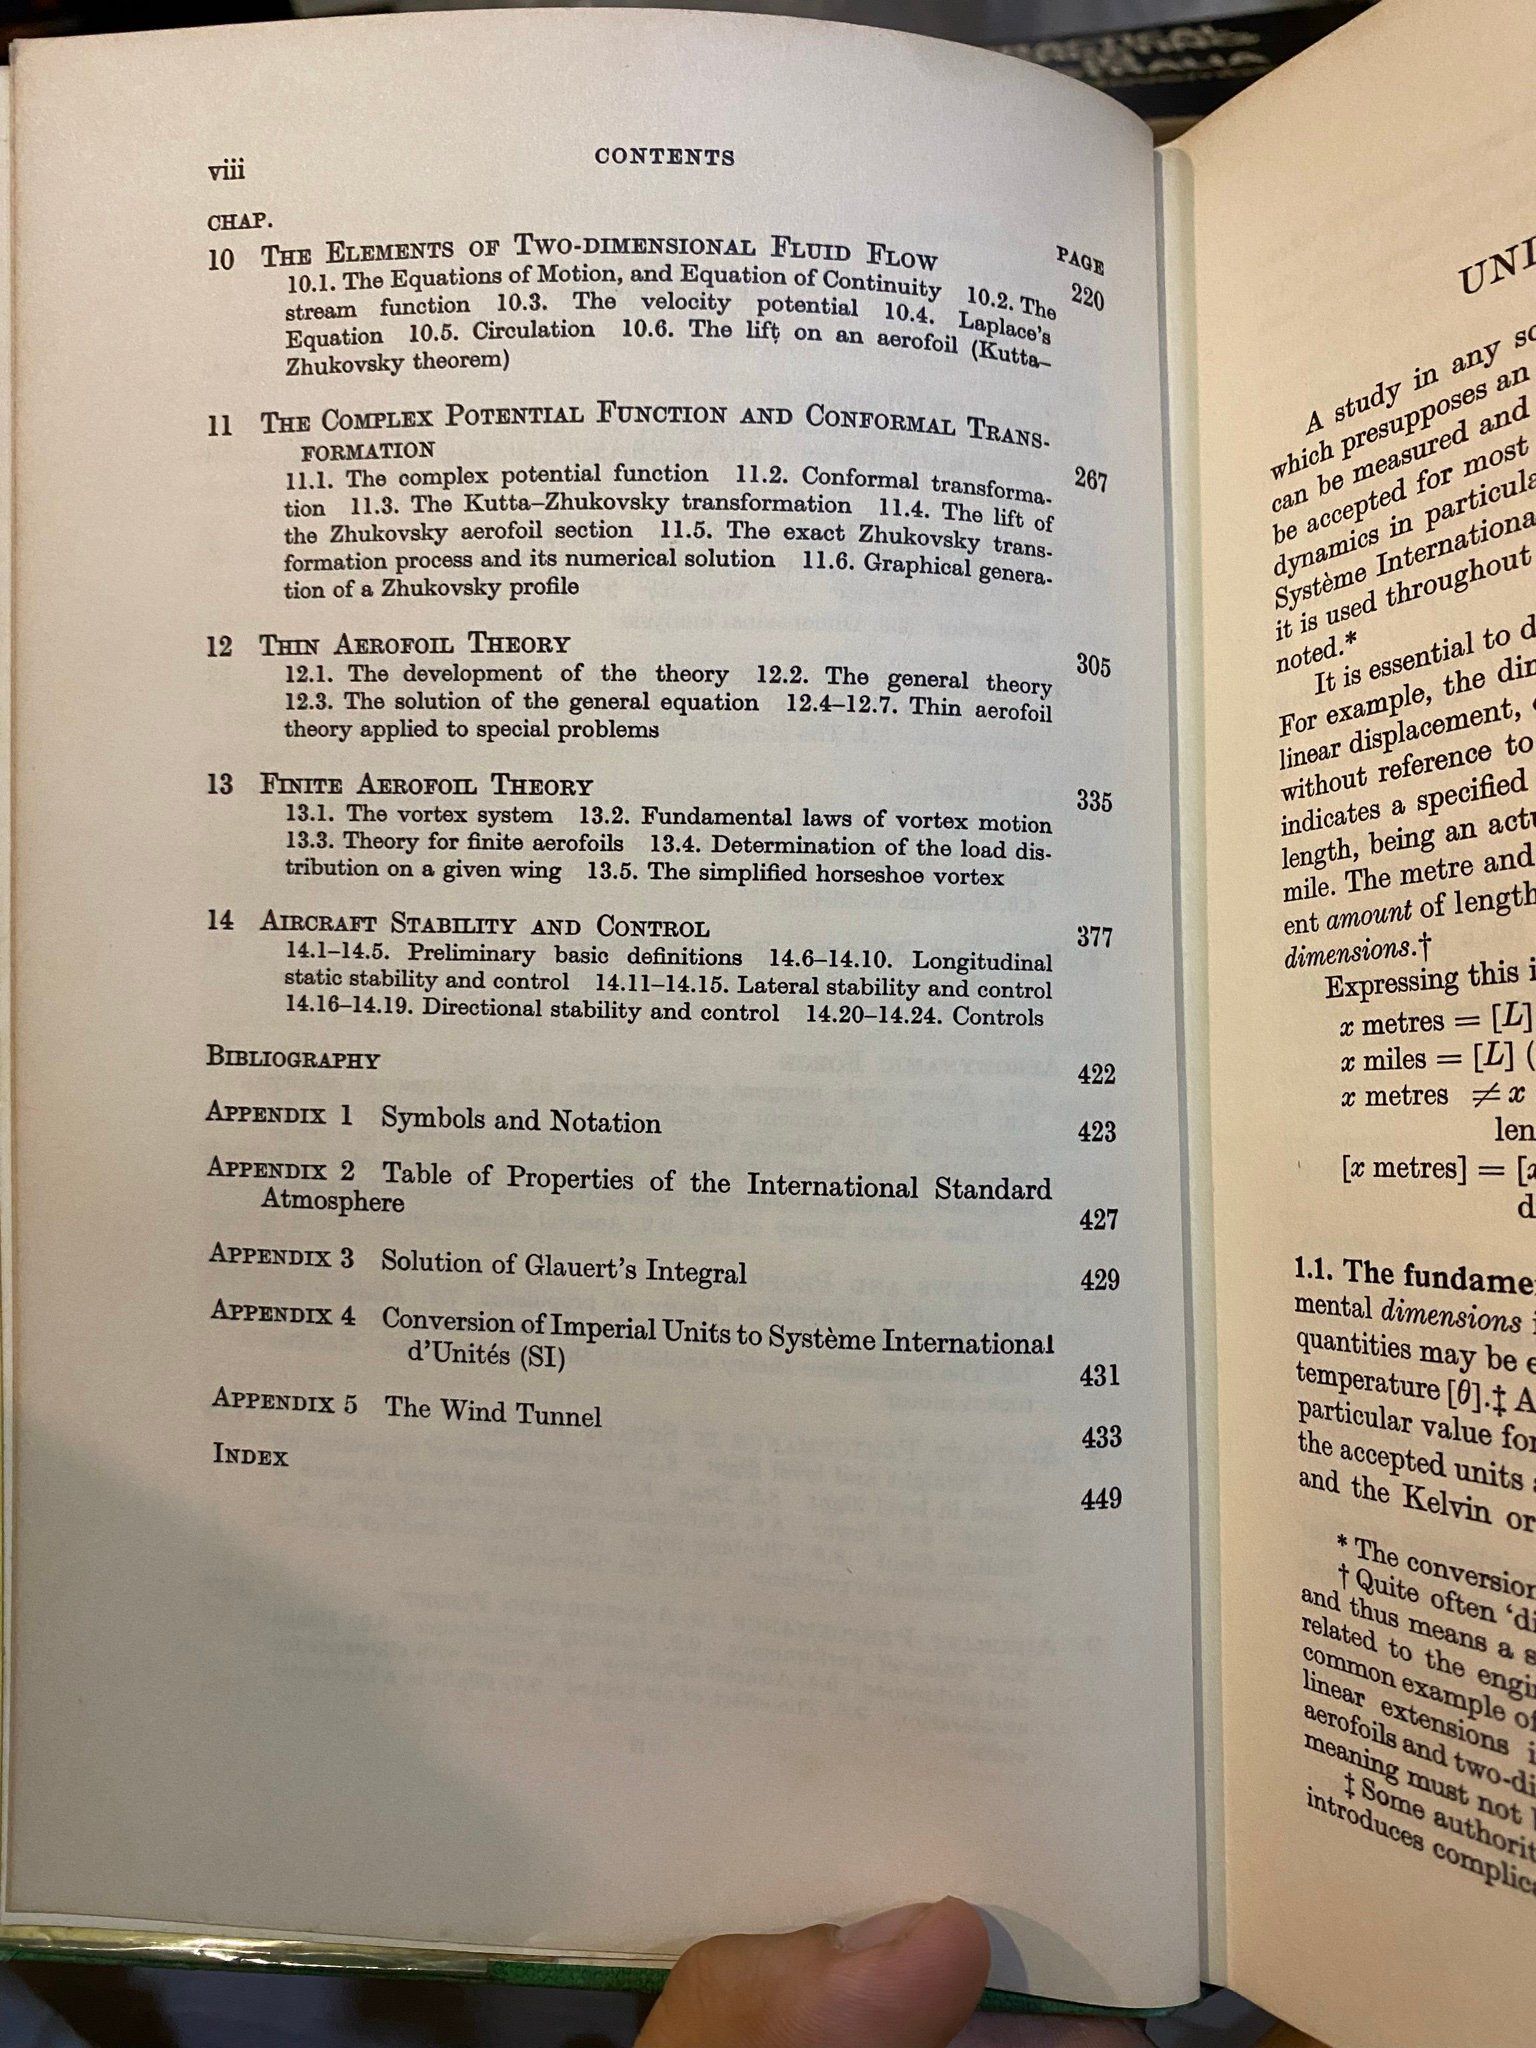 viii
CONTENTS
CHAP.
PAGE
10 THE ELEMENTS OF TWO-DIMENSIONAL FLUID FLOW 220
10.1. The Equations of Motion, and Equation of Continuity 10.2. The
stream function 10.3. The velocity potential 10.4. Laplace's
Equation 10.5. Circulation 10.6. The lift on an aerofoil (Kutta–
Zhukovsky theorem)
11 THE COMPLEX POTENTIAL FUNCTION AND CONFORMAL TRANS-
FORMATION 267
11.1. The complex potential function 11.2. Conformal transforma-
tion 11.3. The Kutta–Zhukovsky transformation 11.4. The lift of
the Zhukovsky aerofoil section 11.5. The exact Zhukovsky trans-
formation process and its numerical solution 11.6. Graphical genera-
tion of a Zhukovsky profile
12 THIN AEROFOIL THEORY 305
12.1. The development of the theory 12.2. The general theory
12.3. The solution of the general equation 12.4–12.7. Thin aerofoil
theory applied to special problems
13 FINITE AEROFOIL THEORY 335
13.1. The vortex system 13.2. Fundamental laws of vortex motion
13.3. Theory for finite aerofoils 13.4. Determination of the load dis-
tribution on a given wing 13.5. The simplified horseshoe vortex
14 AIRCRAFT STABILITY AND CONTROL 377
14.1–14.5. Preliminary basic definitions 14.6–14.10. Longitudinal
static stability and control 14.11–14.15. Lateral stability and control
14.16–14.19. Directional stability and control 14.20–14.24. Controls
BIBLIOGRAPHY 422
APPENDIX 1 Symbols and Notation 423
APPENDIX 2 Table of Properties of the International Standard
Atmosphere 427
APPENDIX 3 Solution of Glauert's Integral 429
APPENDIX 4 Conversion of Imperial Units to Système International
d'Unités (SI) 431
APPENDIX 5 The Wind Tunnel 433
INDEX 449
UNI
A study in any sc
which presupposes an
can be measured and
be accepted for most
dynamics in particula
Système Internationa
it is used throughout
noted.*
It is essential to d
For example, the dim
linear displacement,
without reference to
indicates a specified
length, being an actu
mile. The metre and
ent amount of length
dimensions.†
Expressing this i
x metres = [L]
x miles = [L] (
x metres ≠ x
len
[x metres] = [x
d
1.1. The fundame
mental dimensions i
quantities may be e
temperature [θ].‡ A
particular value for
the accepted units a
and the Kelvin or
* The conversion
† Quite often 'di
and thus means a s
related to the engi
common example of
linear extensions i
aerofoils and two-di
meaning must not
‡ Some authorit
introduces complica